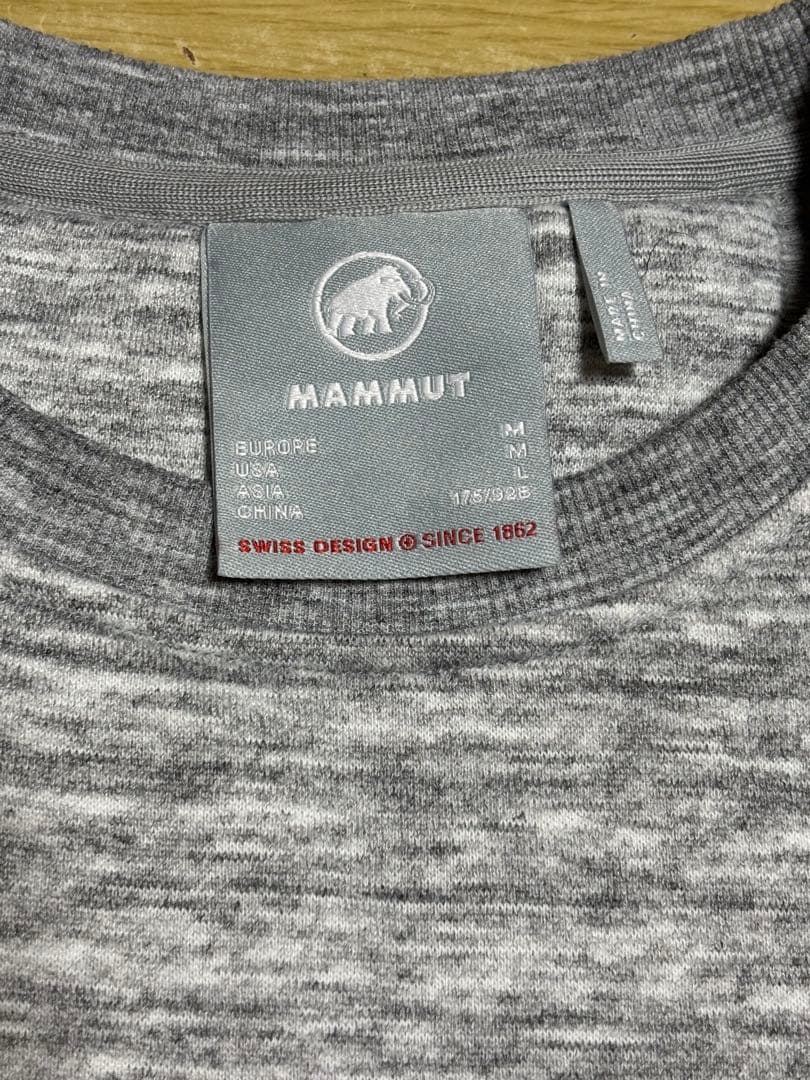 MAMMUT
EUROPE M
USA M
ASIA L
CHINA 175/92B
SWISS DESIGN SINCE 1862
MADE IN
CHINA